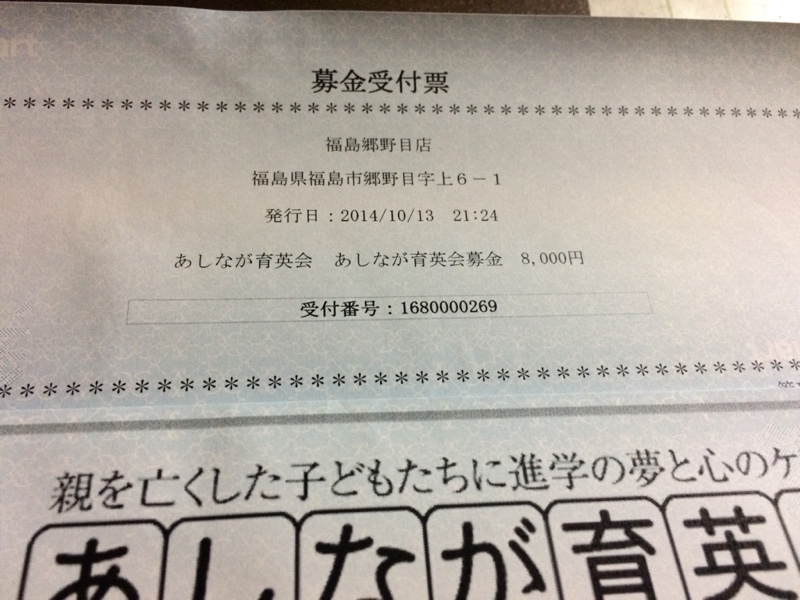 募金受付票
****************************************
福島郷野目店
福島県福島市郷野目字上6-1
発行日：2014/10/13 21:24
あしなが育英会 あしなが育英会募金 8,000円
受付番号：1680000269
****************************************
親を亡くした子どもたちに進学の夢と心のケ
あしなが育英